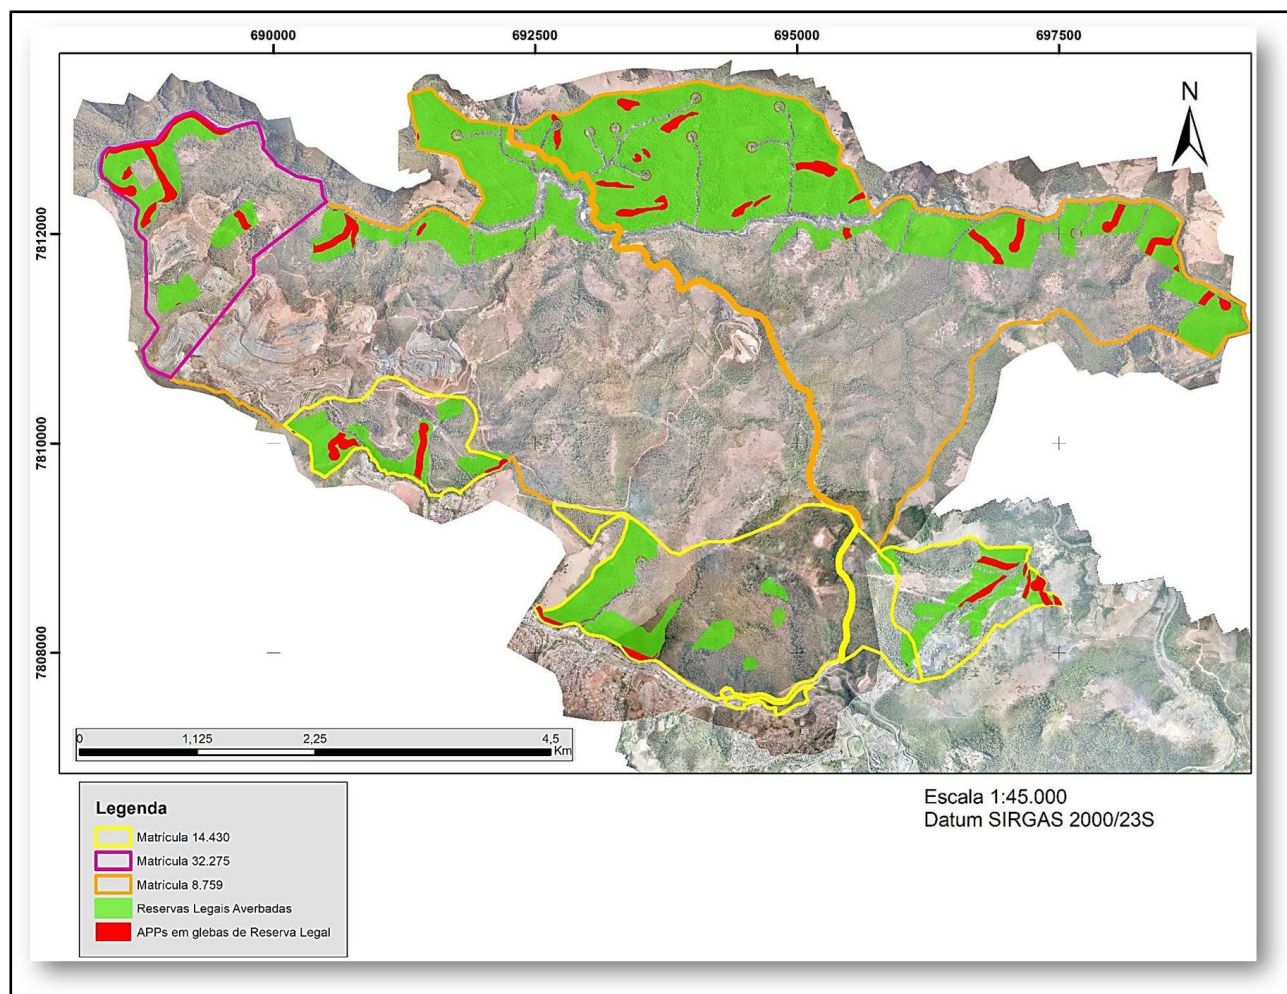 690000
692500
695000
697500
N
7812000
7810000
7808000
0
1,125
2,25
4,5
Km
Escala 1:45.000
Datum SIRGAS 2000/23S
Legenda
Matrícula 14.430
Matrícula 32.275
Matrícula 8.759
Reservas Legais Averbadas
APPs em glebas de Reserva Legal